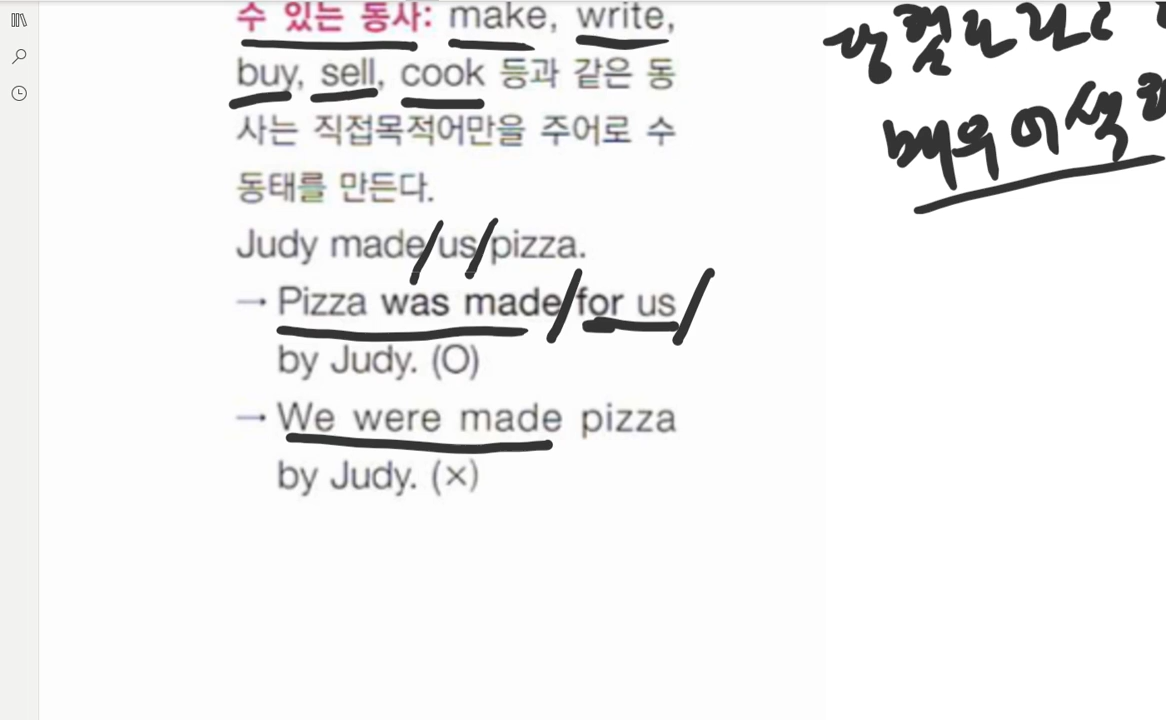 수 있는 동사: make, write,
buy, sell, cook 등과 같은 동
사는 직접목적어만을 주어로 수
동태를 만든다.
Judy made/us/pizza.
→ Pizza was made/for us/
by Judy. (O)
→ We were made pizza
by Judy. (×)